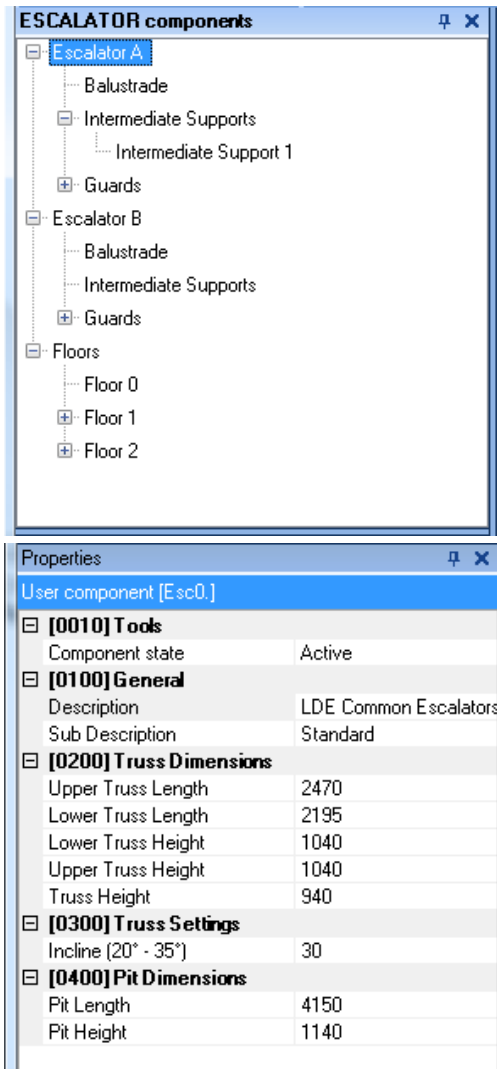 ESCALATOR components
Escalator A
Balustrade
Intermediate Supports
Intermediate Support 1
Guards
Escalator B
Balustrade
Intermediate Supports
Guards
Floors
Floor 0
Floor 1
Floor 2
Properties
User component [Esc0.]
[0010] Tools
Component state Active
[0100] General
Description LDE Common Escalators
Sub Description Standard
[0200] Truss Dimensions
Upper Truss Length 2470
Lower Truss Length 2195
Lower Truss Height 1040
Upper Truss Height 1040
Truss Height 940
[0300] Truss Settings
Incline (20° - 35°) 30
[0400] Pit Dimensions
Pit Length 4150
Pit Height 1140